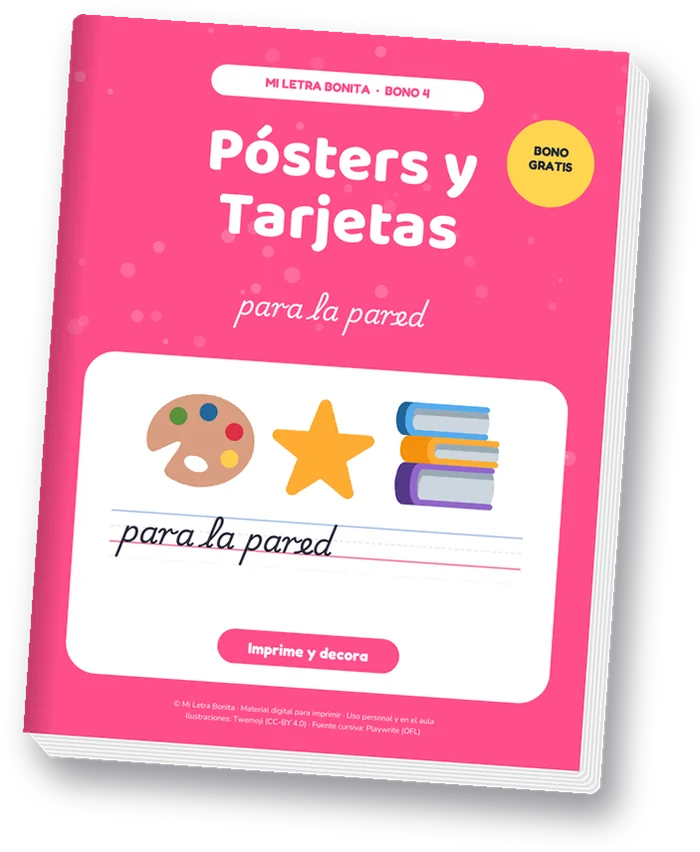 MI LETRA BONITA · BONO 4
BONO
GRATIS
Pósters y
Tarjetas
para la pared
para la pared
Imprime y decora
© Mi Letra Bonita · Material digital para imprimir · Uso personal y en el aula
Ilustraciones: Twemoji (CC-BY 4.0) · Fuente cursiva: Playwrite (OFL)